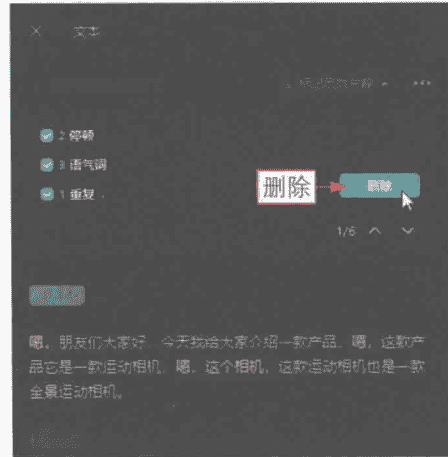 文本
2 停顿
3 语气词
1 重复
删除
删除
1/6
嗯，朋友们大家好，今天我给大家介绍一款产品，嗯，这款产
品它是一款运动相机，嗯，这个相机，这款运动相机也是一款
全景运动相机。